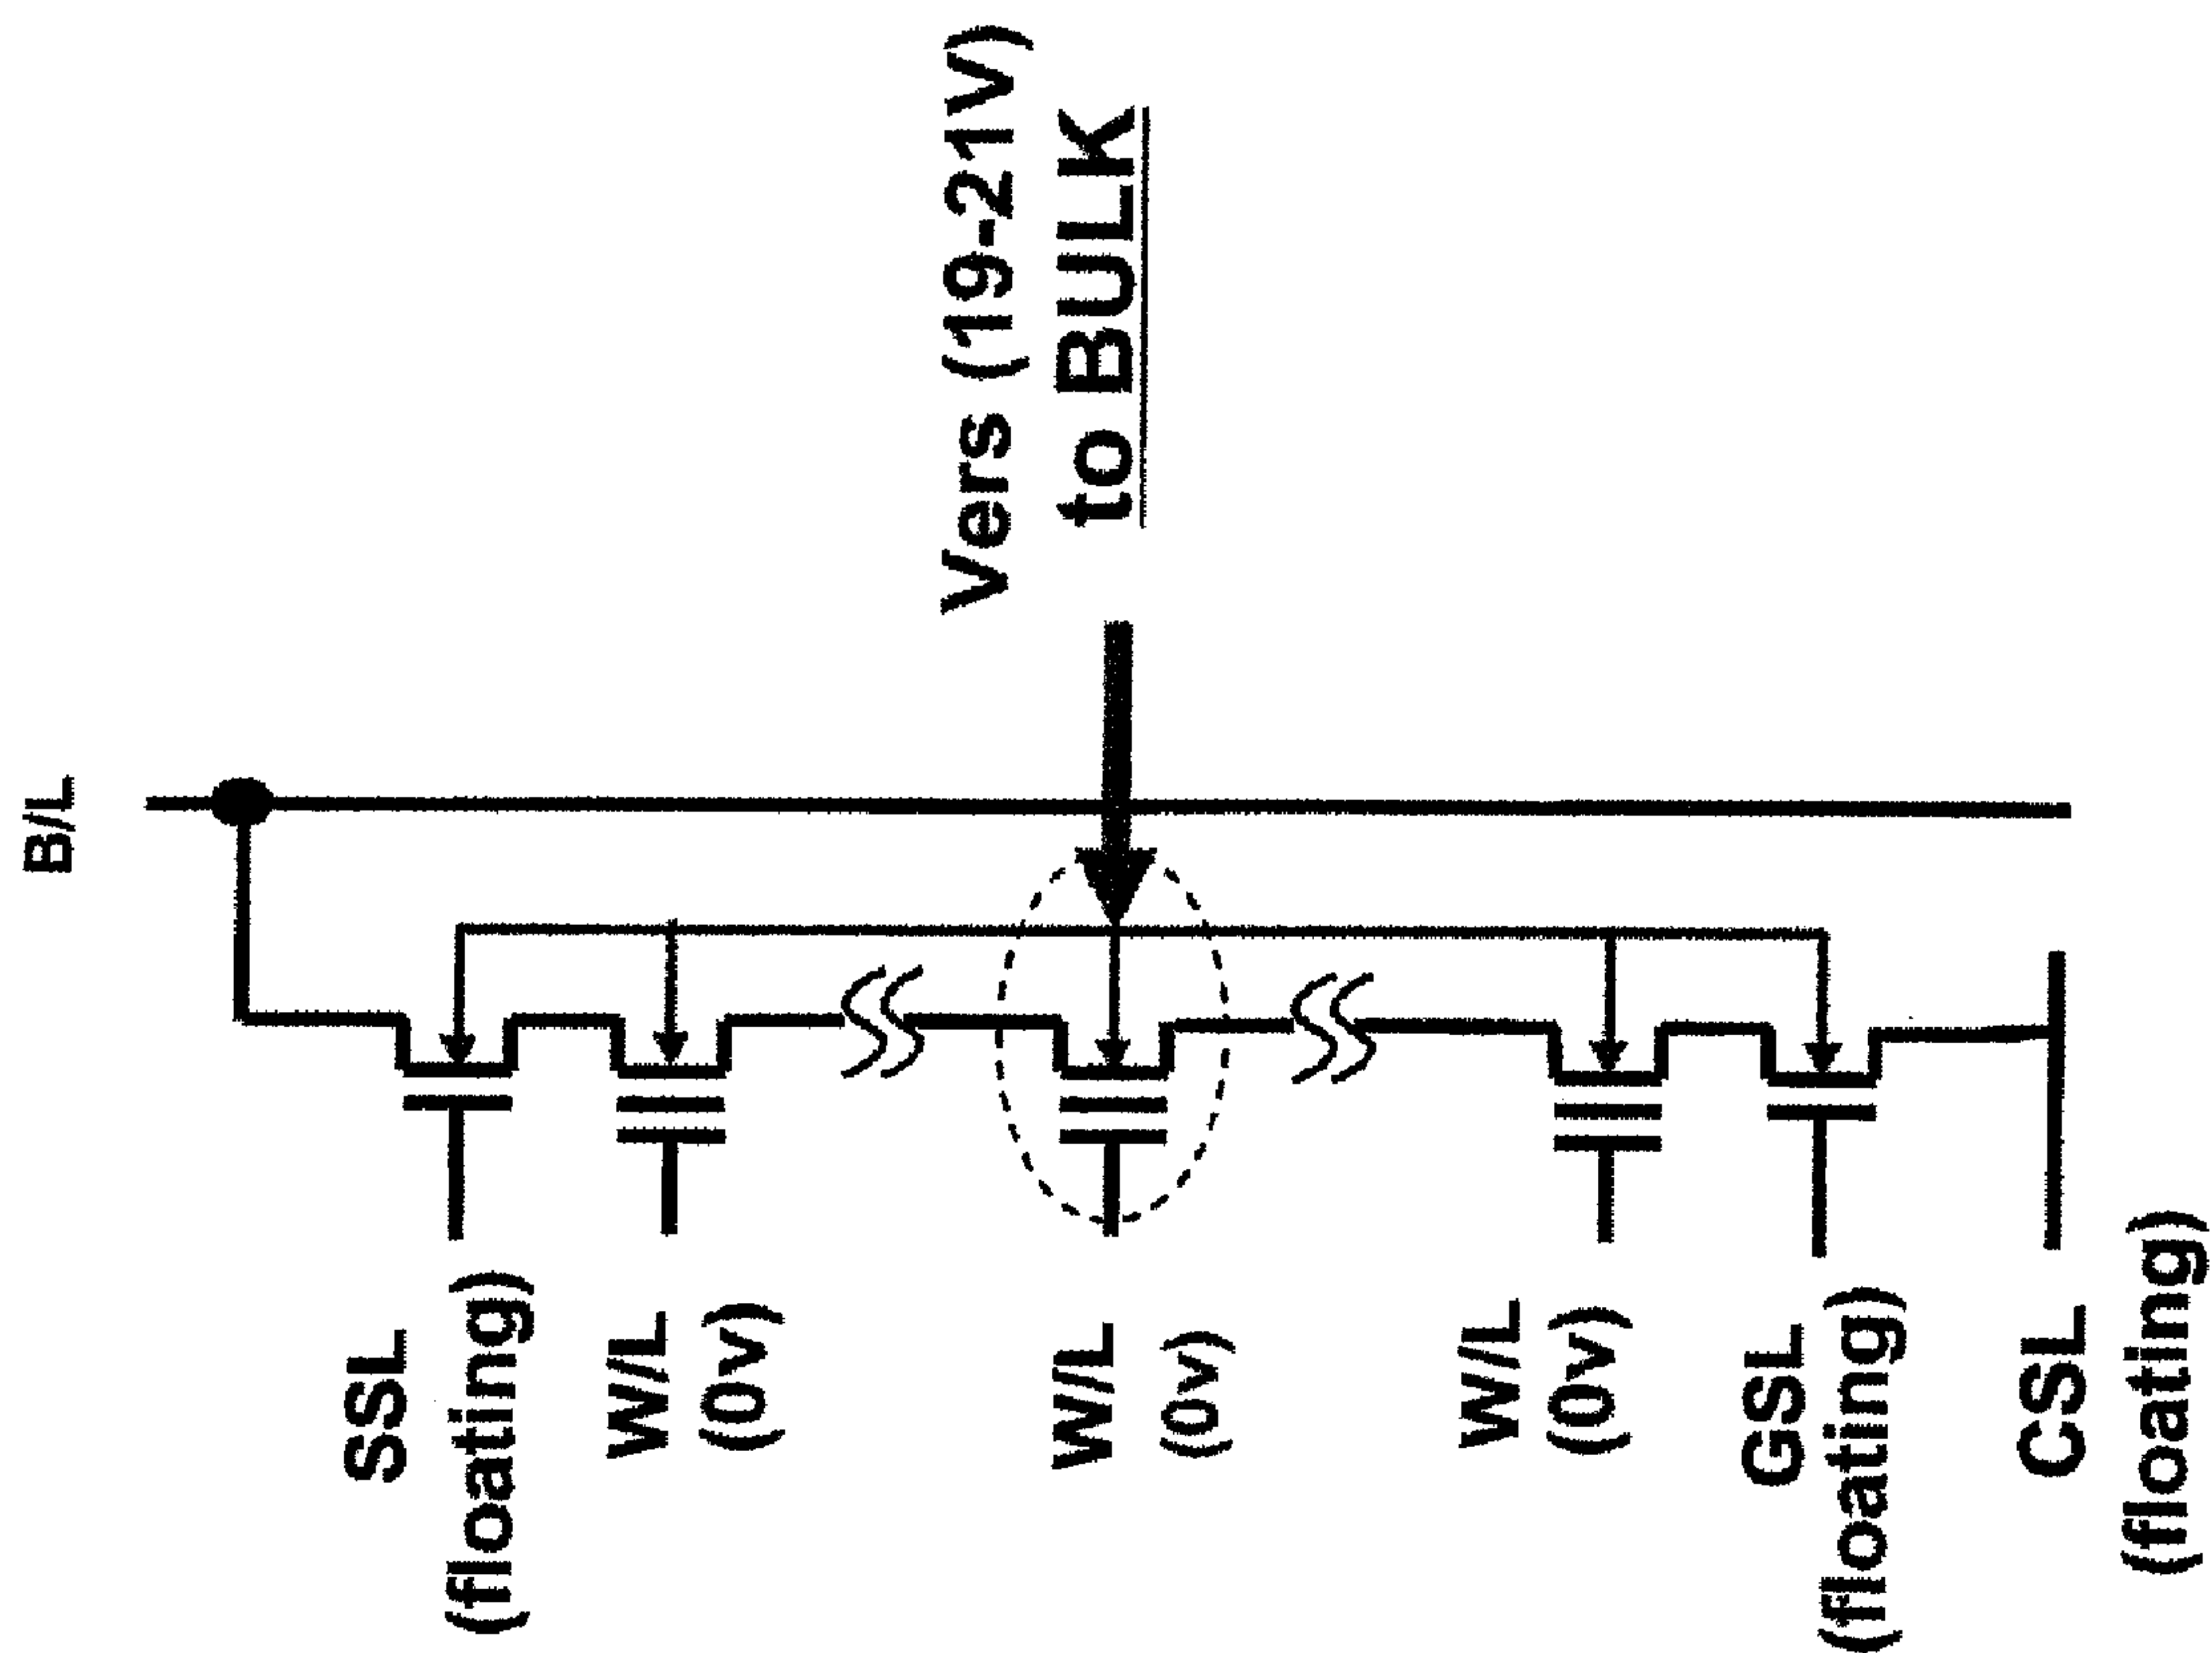 B/L
SSL
(floating)
W/L
(0v)
Vers (19-21V)
to BULK
W/L
(0v)
W/L
(0v)
GSL
(floating)
CSL
(floating)